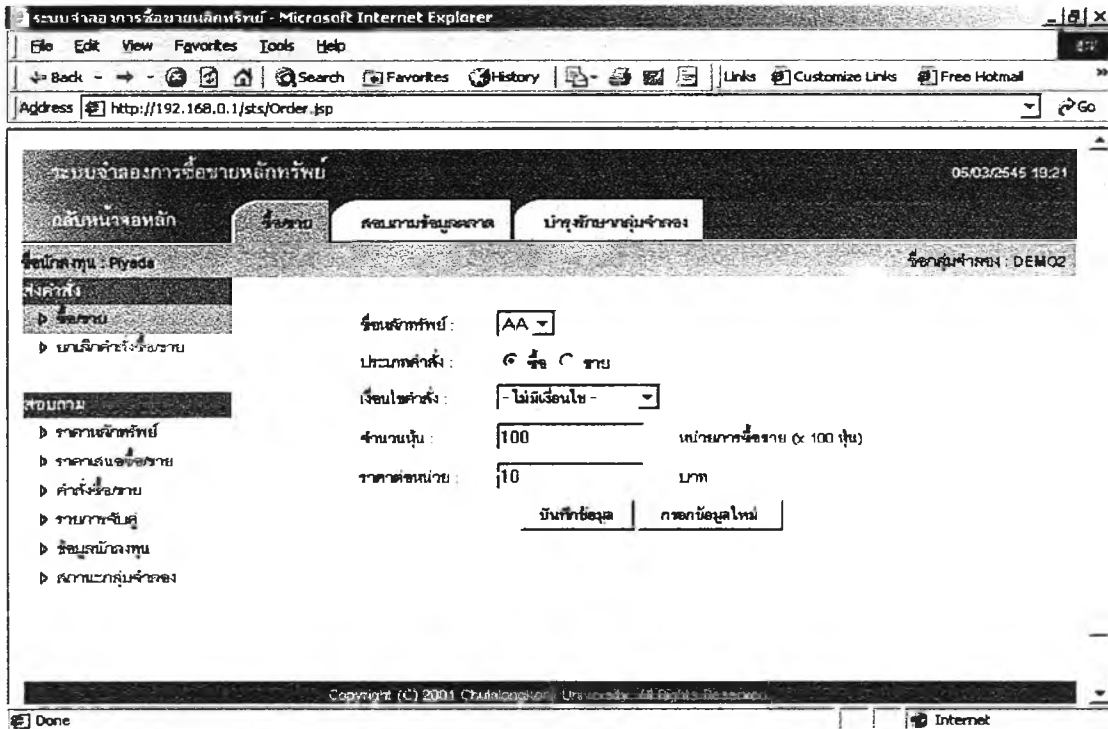 ระบบจำลองการซื้อขายหลักทรัพย์ - Microsoft Internet Explorer
File Edit View Favorites Tools Help
Back Search Favorites History Links Customize Links Free Hotmail
Address http://192.168.0.1/sts/Order.jsp Go
ระบบจำลองการซื้อขายหลักทรัพย์ 05/03/2545 19:21
กลับหน้าจอหลัก ซื้อ/ขาย สอบถามข้อมูลตลาด บำรุงรักษากลุ่มจำลอง
ชื่อนักลงทุน : Piyada ชื่อกลุ่มจำลอง : DEMO2
ส่งคำสั่ง
ซื้อ/ขาย
ยกเลิกคำสั่งซื้อ/ขาย
สอบถาม
ราคาหลักทรัพย์
ราคาเสนอซื้อ/ขาย
คำสั่งซื้อ/ขาย
รายการจับคู่
ข้อมูลนักลงทุน
สถานะกลุ่มจำลอง
ชื่อหลักทรัพย์ : AA
ประเภทคำสั่ง : ซื้อ ขาย
เงื่อนไขคำสั่ง : - ไม่มีเงื่อนไข -
จำนวนหุ้น : 100 หน่วยการซื้อขาย (x 100 หุ้น)
ราคาต่อหน่วย : 10 บาท
บันทึกข้อมูล กรอกข้อมูลใหม่
Copyright (C) 2001 Chulalongkorn University. All Rights Reserved.
Done Internet